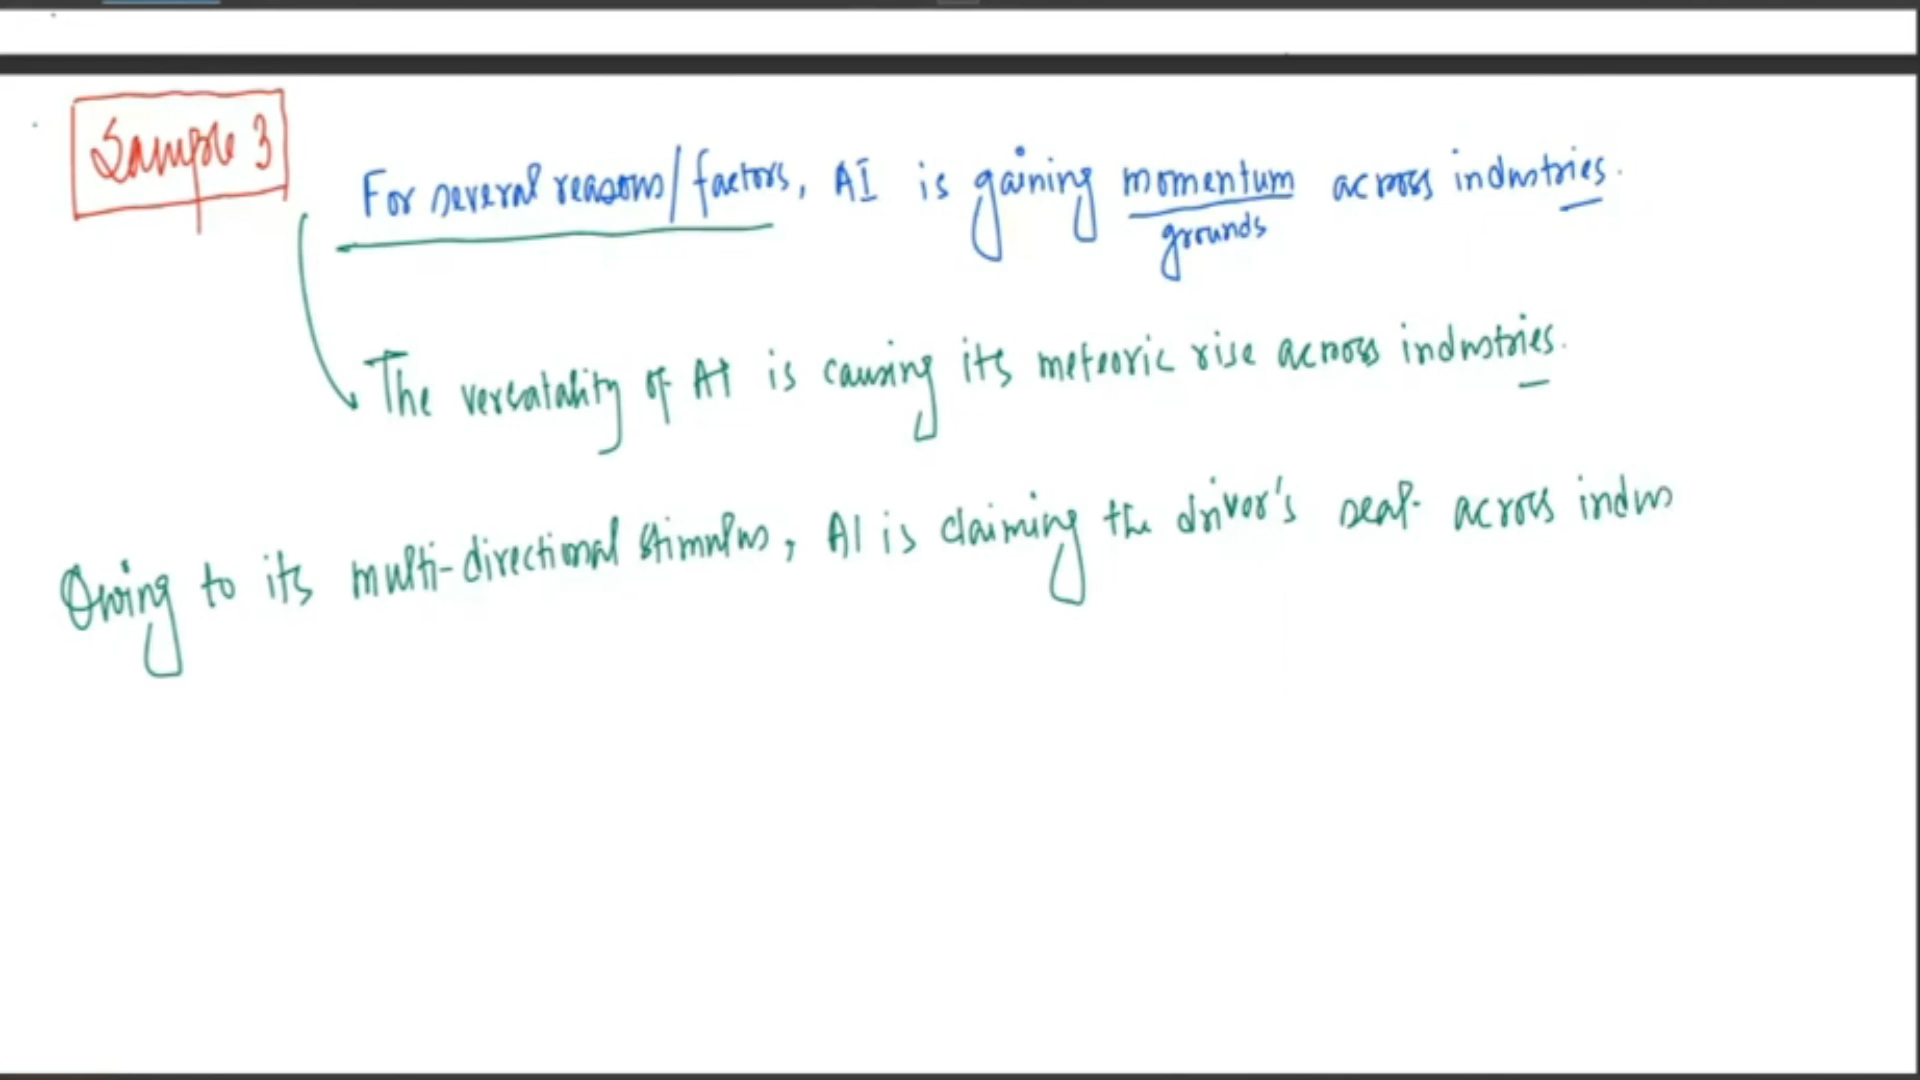 Sample 3
For several reasons/factors, AI is gaining momentum across industries.
grounds
The versatality of AI is causing its meteoric rise across industries.
Owing to its multi-directional stimulus, AI is claiming the driver's seat across indus